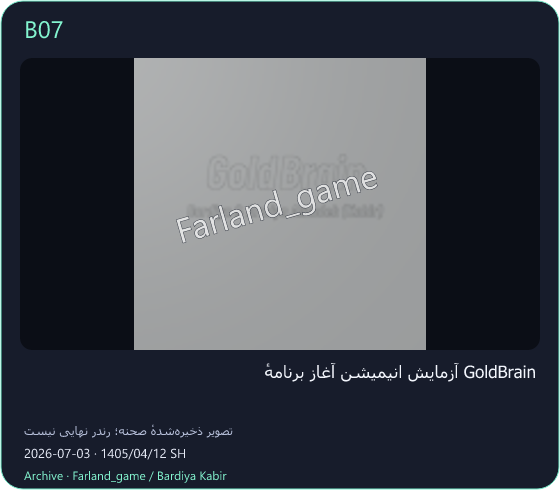 B07
GoldBrain
Farland_game
(Kabir)
آزمایش انیمیشن آغاز برنامهٔ GoldBrain
تصویر ذخیره‌شدهٔ صحنه؛ رندر نهایی نیست
2026-07-03 · 1405/04/12 SH
Archive · Farland_game / Bardiya Kabir